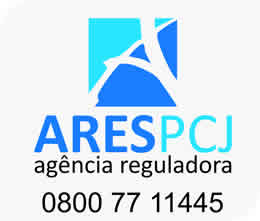 ARESPCJ
agência reguladora
0800 77 11445